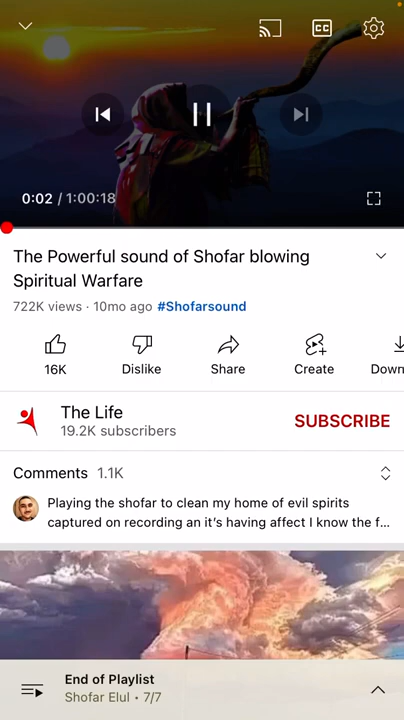 CC
0:02 / 1:00:18
The Powerful sound of Shofar blowing
Spiritual Warfare
722K views · 10mo ago #Shofarsound
16K
Dislike
Share
Create
Down
The Life
19.2K subscribers
SUBSCRIBE
Comments 1.1K
Playing the shofar to clean my home of evil spirits
captured on recording an it's having affect I know the f...
End of Playlist
Shofar Elul • 7/7